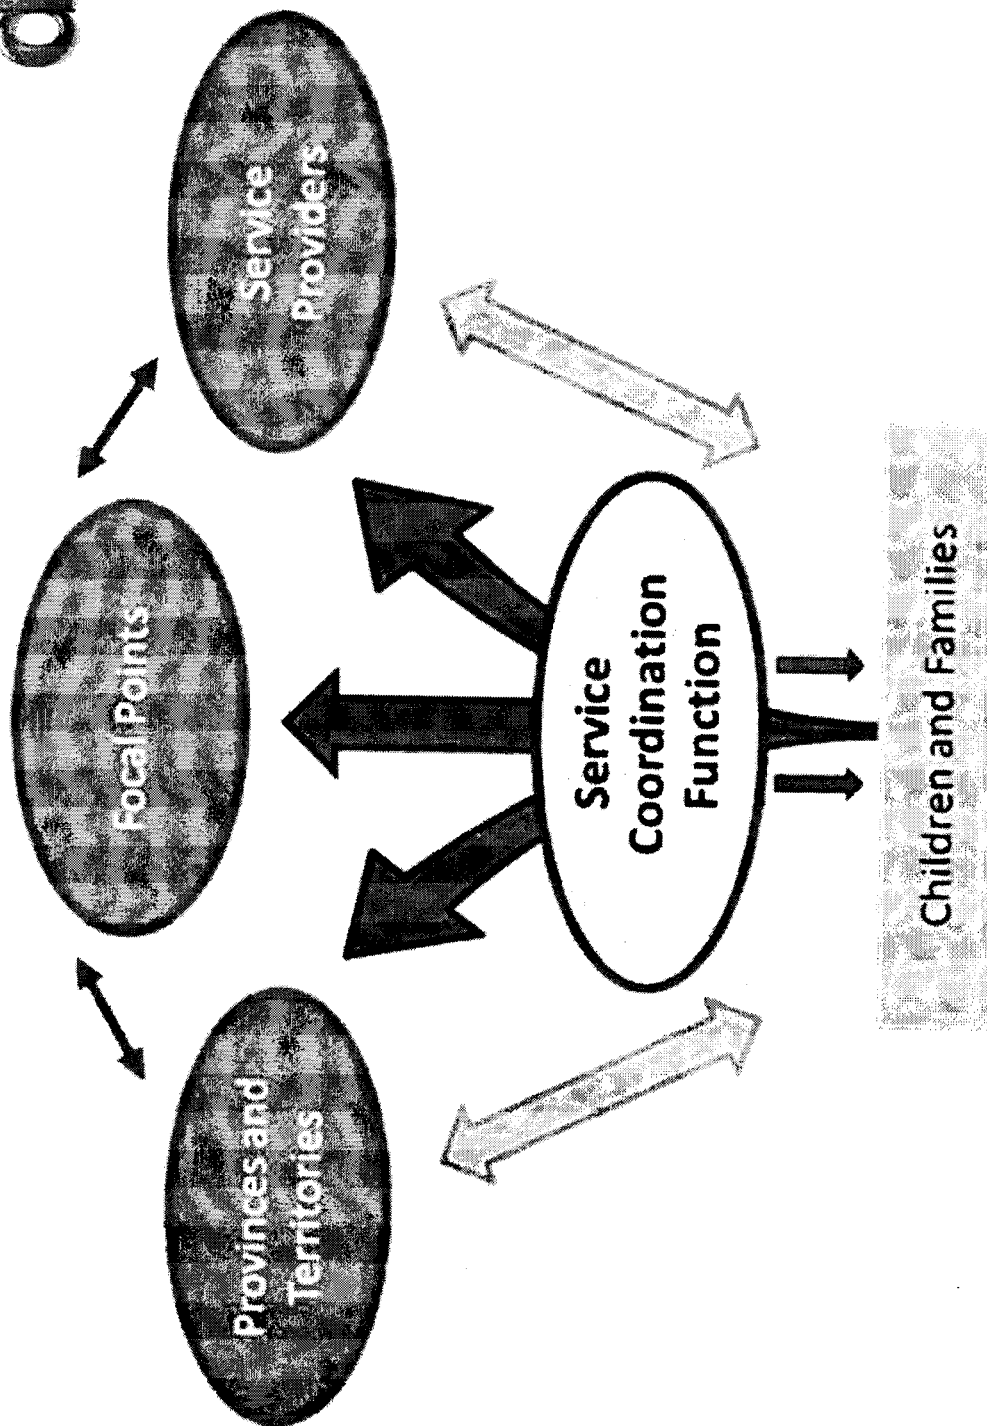 Focal Points
Provinces and
Territories
Service
Providers
Service
Coordination
Function
Children and Families